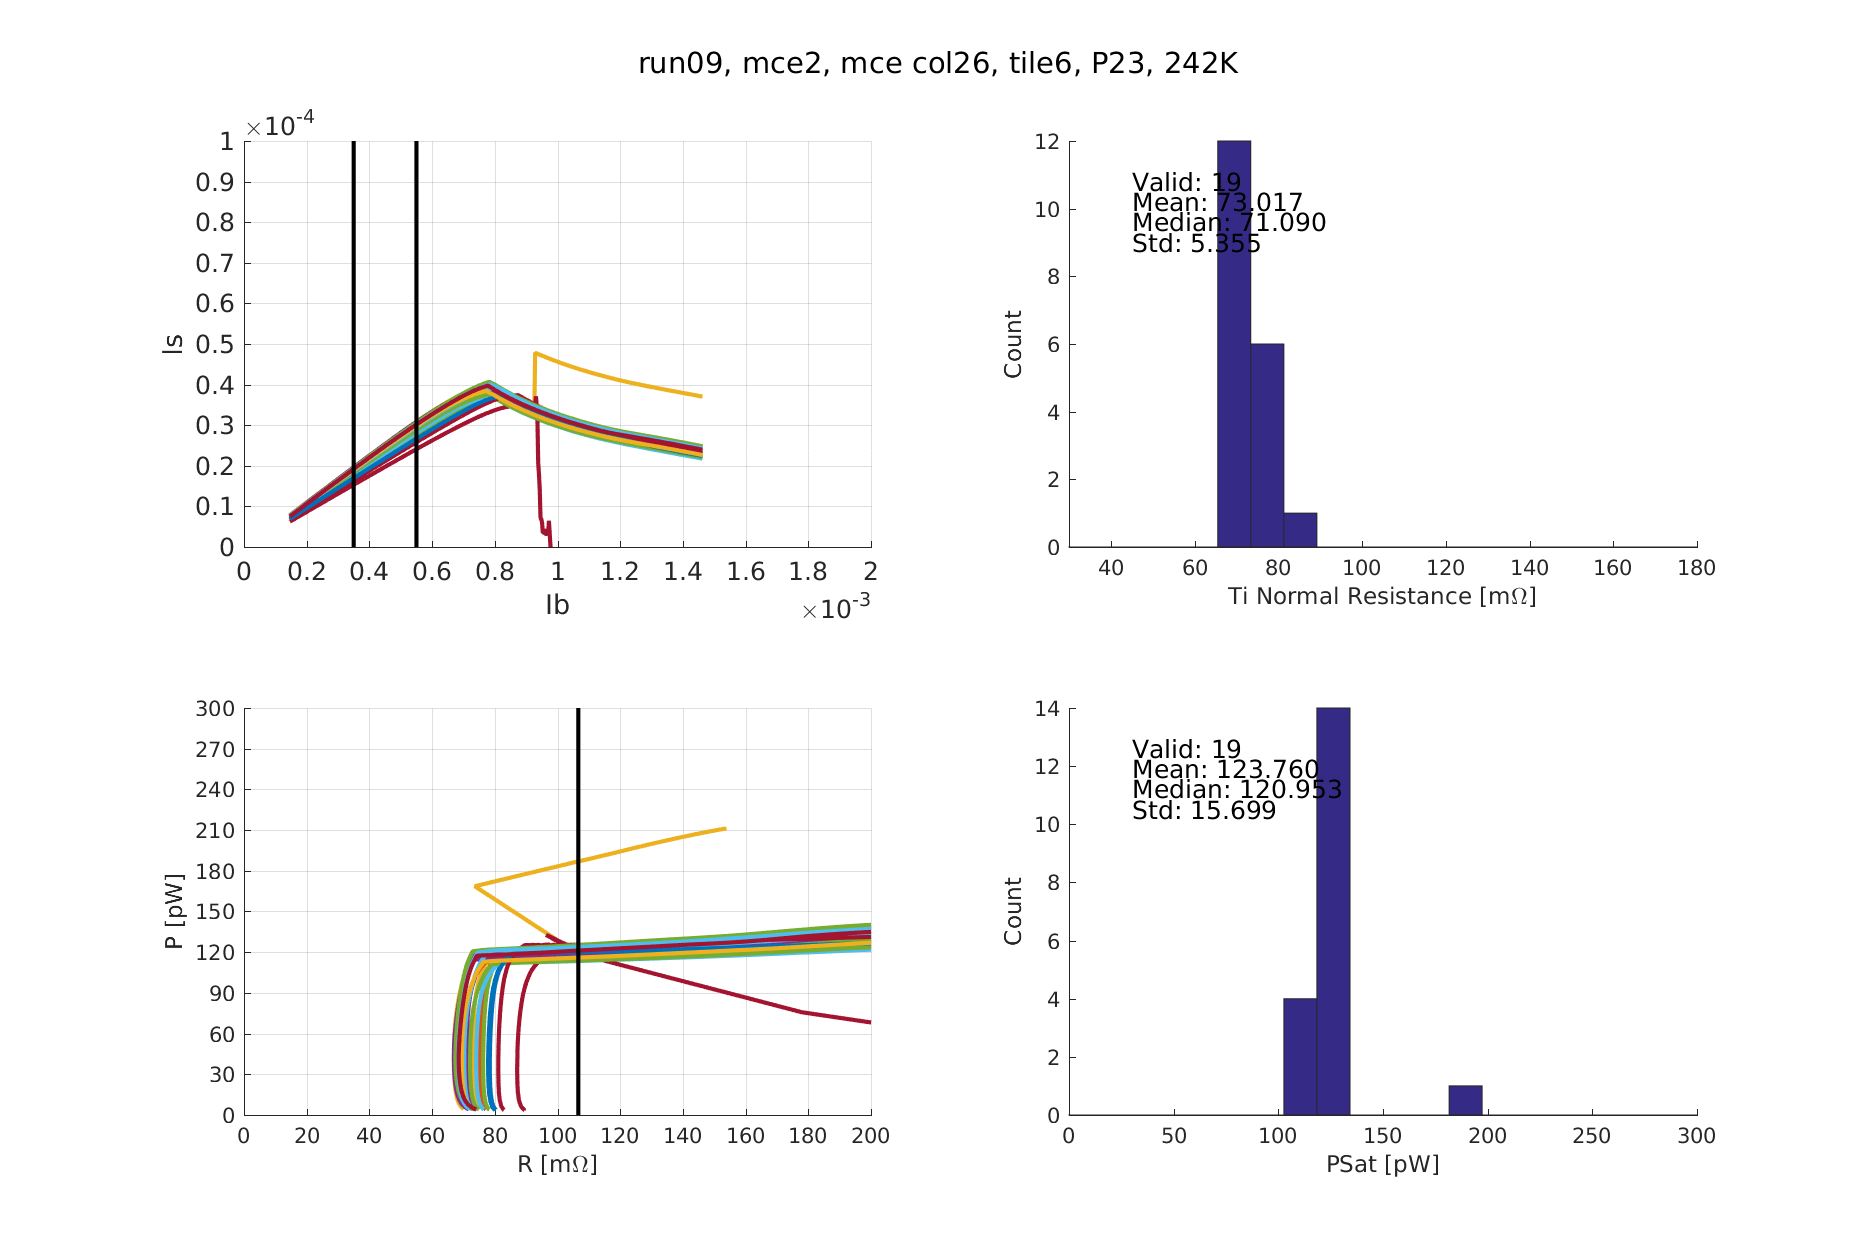 run09, mce2, mce col26, tile6, P23, 242K
×10-4
1
0.9
0.8
0.7
0.6
0.5
0.4
0.3
0.2
0.1
0
Is
0 0.2 0.4 0.6 0.8 1 1.2 1.4 1.6 1.8 2
Ib
×10-3
12
10
8
6
4
2
0
Count
Valid: 19
Mean: 73.017
Median: 71.090
Std: 5.355
40 60 80 100 120 140 160 180
Ti Normal Resistance [mΩ]
300
270
240
210
180
150
120
90
60
30
0
P [pW]
0 20 40 60 80 100 120 140 160 180 200
R [mΩ]
14
12
10
8
6
4
2
0
Count
Valid: 19
Mean: 123.760
Median: 120.953
Std: 15.699
0 50 100 150 200 250 300
PSat [pW]